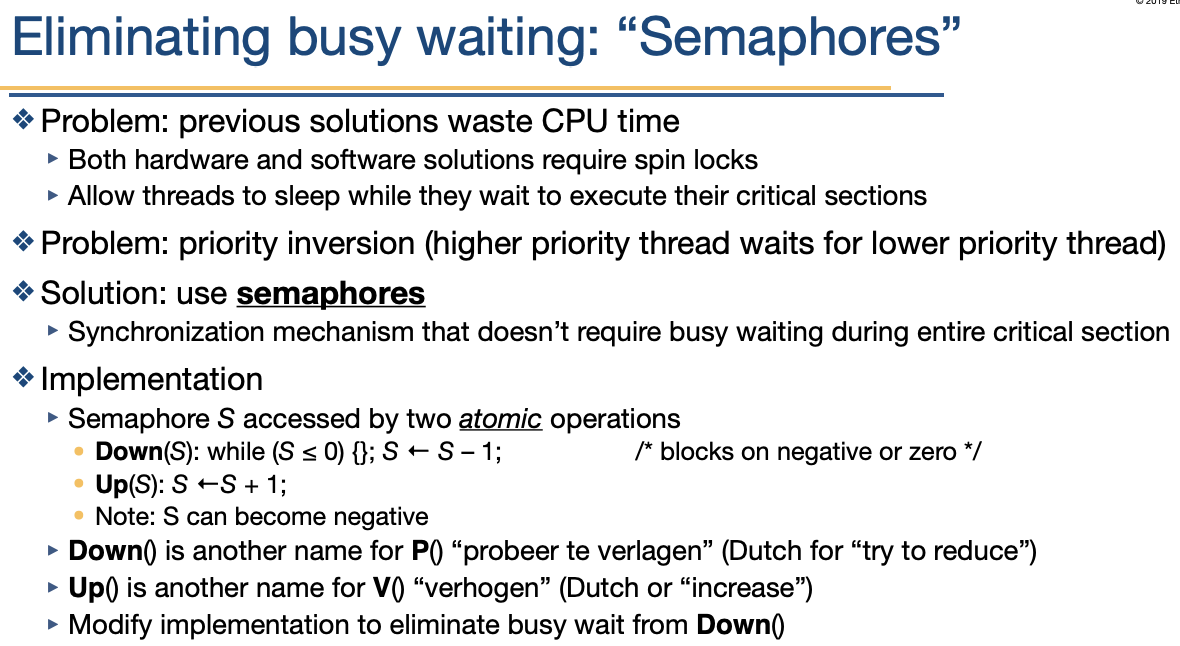 © 2019 Et
Eliminating busy waiting: “Semaphores”
❖ Problem: previous solutions waste CPU time
▸ Both hardware and software solutions require spin locks
▸ Allow threads to sleep while they wait to execute their critical sections
❖ Problem: priority inversion (higher priority thread waits for lower priority thread)
❖ Solution: use semaphores
▸ Synchronization mechanism that doesn’t require busy waiting during entire critical section
❖ Implementation
▸ Semaphore S accessed by two atomic operations
• Down(S): while (S ≤ 0) {}; S ← S – 1; /* blocks on negative or zero */
• Up(S): S ←S + 1;
• Note: S can become negative
▸ Down() is another name for P() “probeer te verlagen” (Dutch for “try to reduce”)
▸ Up() is another name for V() “verhogen” (Dutch or “increase”)
▸ Modify implementation to eliminate busy wait from Down()